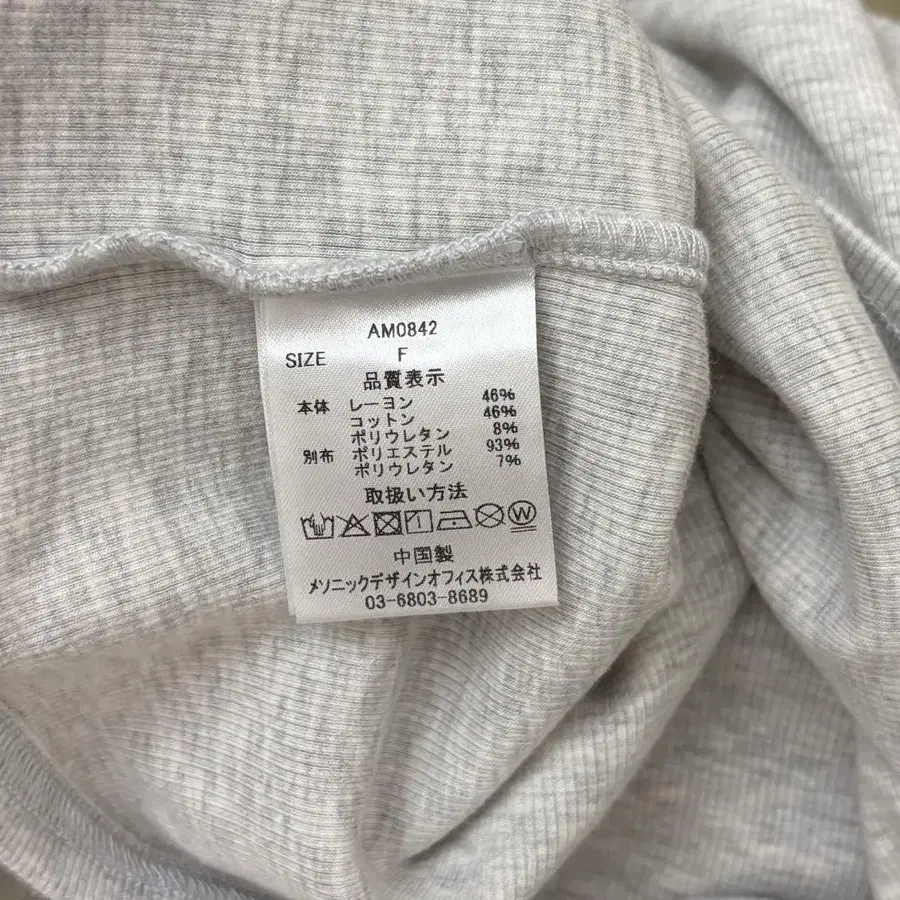 AM0842
SIZE F
品質表示
本体 レーヨン 46%
コットン 46%
ポリウレタン 8%
別布 ポリエステル 93%
ポリウレタン 7%
取扱い方法
W
中国製
メソニックデザインオフィス株式会社
03-6803-8689